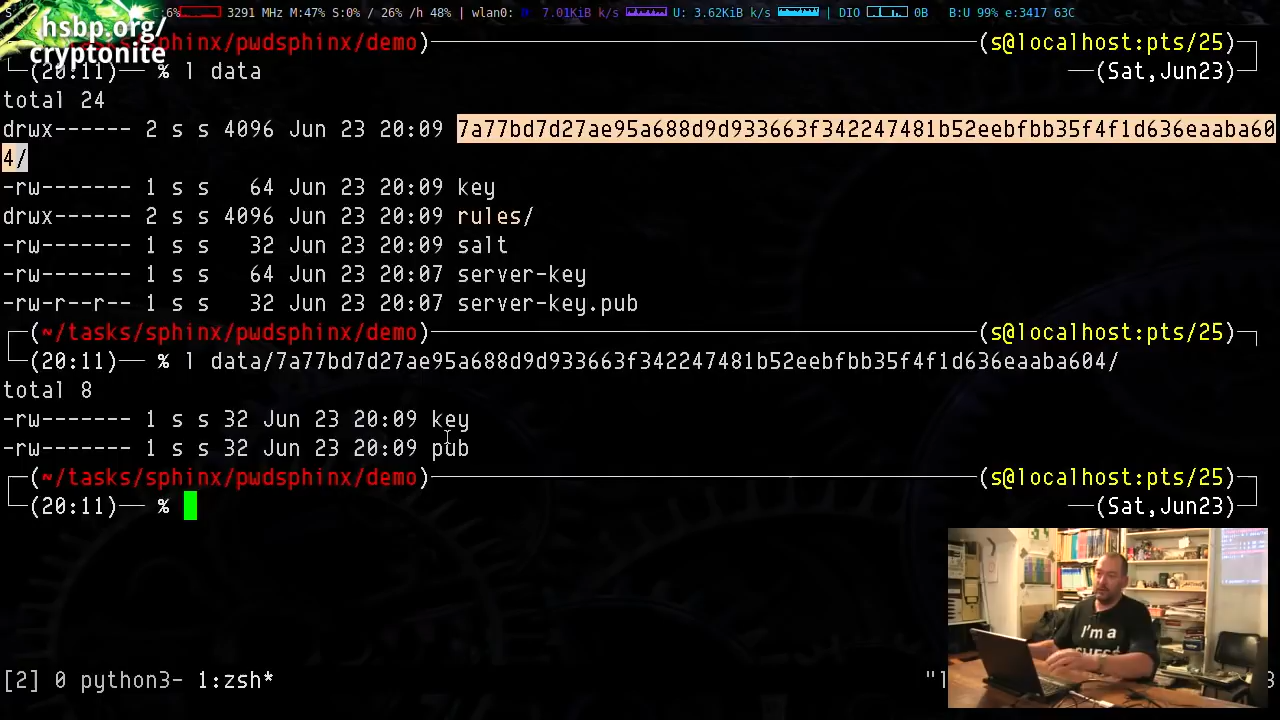 6% 3291 MHz M:47% S:0% / 26% /h 48% | wlan0: D 7.01KiB k/s U: 3.62KiB k/s | DIO 0B B:U 99% e:3417 63C
hsbp.org/
cryptonite
sphinx/pwdsphinx/demo) (s@localhost:pts/25)
(20:11) % l data (Sat,Jun23)
total 24
drwx------ 2 s s 4096 Jun 23 20:09 7a77bd7d27ae95a688d9d933663f342247481b52eebfbb35f4f1d636eaaba60
4/
-rw------- 1 s s 64 Jun 23 20:09 key
drwx------ 2 s s 4096 Jun 23 20:09 rules/
-rw------- 1 s s 32 Jun 23 20:09 salt
-rw------- 1 s s 64 Jun 23 20:07 server-key
-rw-r--r-- 1 s s 32 Jun 23 20:07 server-key.pub
(~/tasks/sphinx/pwdsphinx/demo) (s@localhost:pts/25)
(20:11) % l data/7a77bd7d27ae95a688d9d933663f342247481b52eebfbb35f4f1d636eaaba604/
total 8
-rw------- 1 s s 32 Jun 23 20:09 key
-rw------- 1 s s 32 Jun 23 20:09 pub
(~/tasks/sphinx/pwdsphinx/demo) (s@localhost:pts/25)
(20:11) % (Sat,Jun23)
I'm a
[2] 0 python3- 1:zsh* "l